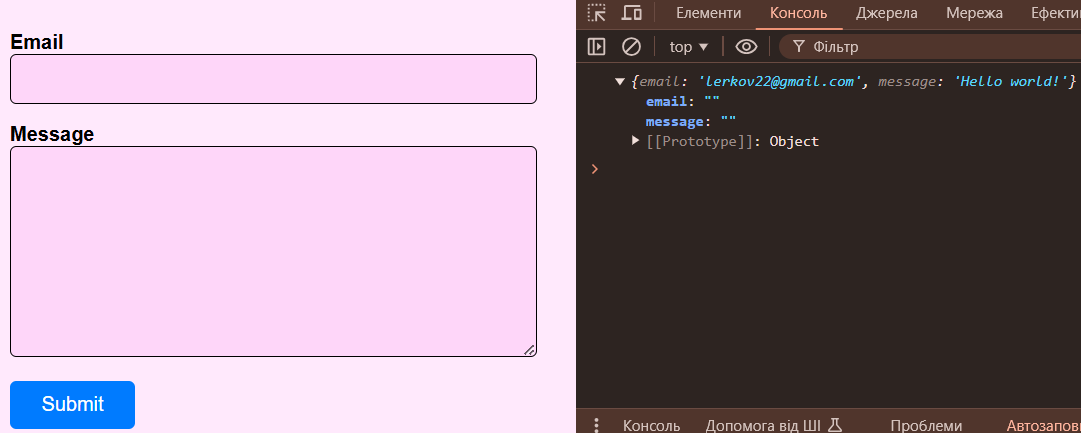 Email
Message
Submit
Елементи Консоль Джерела Мережа Ефекти
top Фільтр
{email: 'lerkov22@gmail.com', message: 'Hello world!'}
email: ""
message: ""
[[Prototype]]: Object
Консоль Допомога від ШІ Проблеми Автозапов